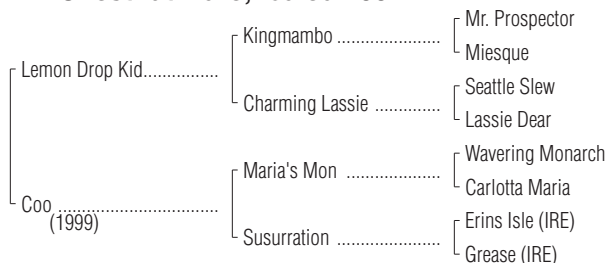 Mr. Prospector
Kingmambo ..................
Miesque
Lemon Drop Kid...............
Seattle Slew
Charming Lassie ...............
Lassie Dear
Wavering Monarch
Maria's Mon ....................
Carlotta Maria
Coo ................................
(1999)
Erins Isle (IRE)
Susurration .....................
Grease (IRE)